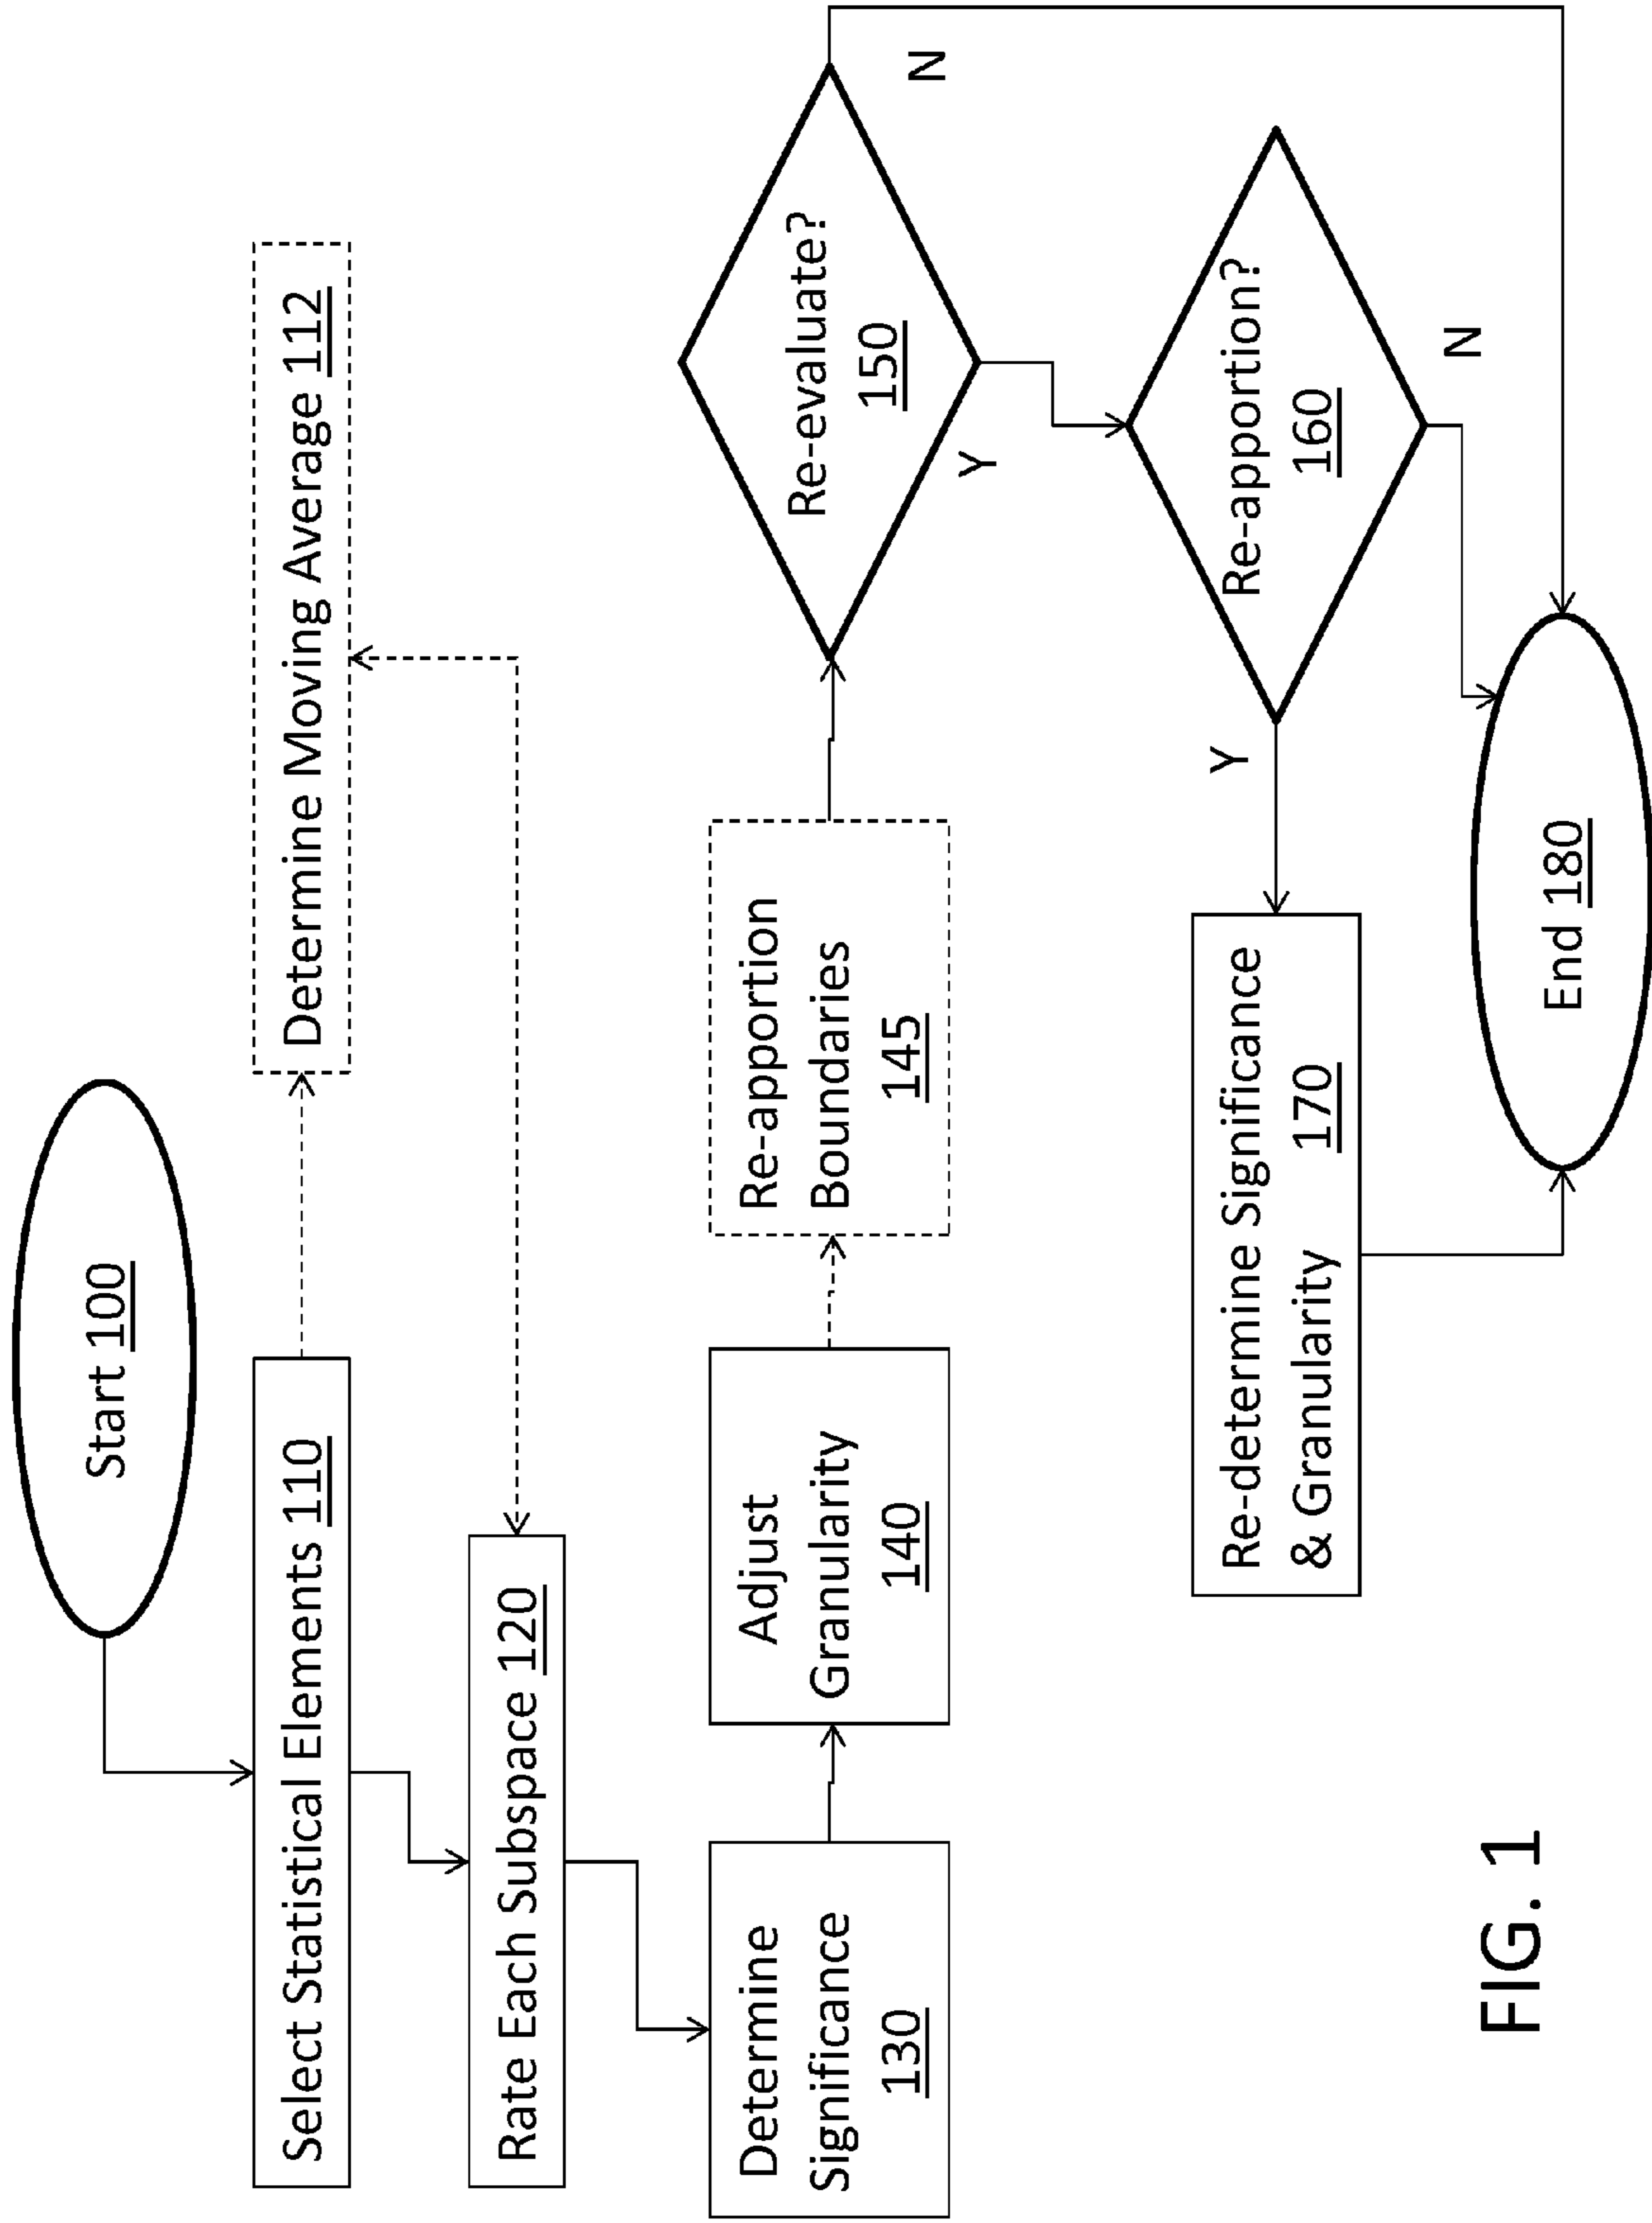 Start 100
Select Statistical Elements 110
Determine Moving Average 112
Rate Each Subspace 120
Determine
Significance
130
Adjust
Granularity
140
Re-apportion
Boundaries
145
Re-evaluate?
150
N
Y
Re-apportion?
160
Y
N
Re-determine Significance
& Granularity 170
End 180
FIG. 1